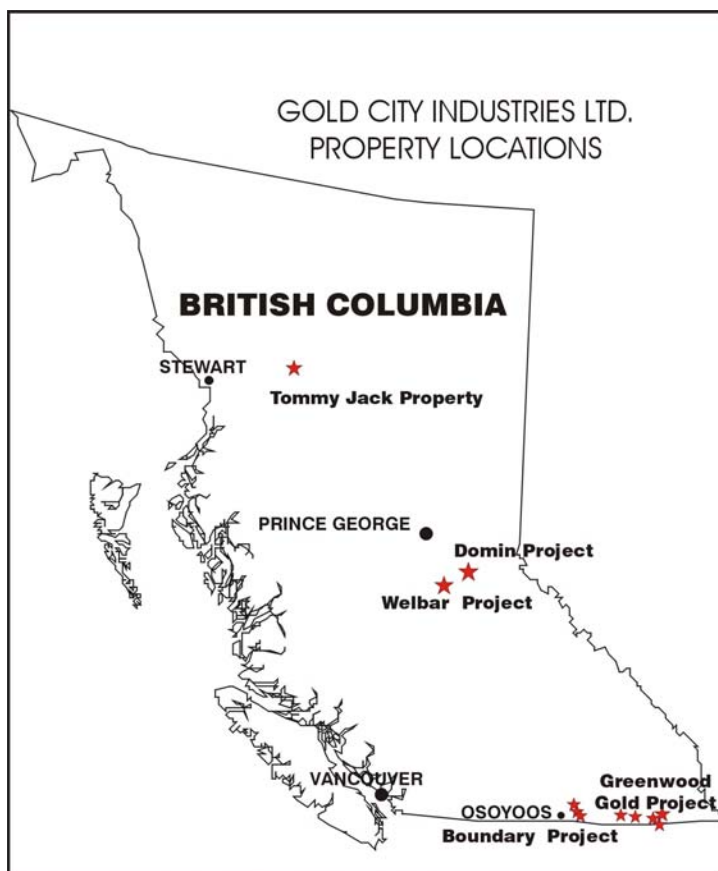 GOLD CITY INDUSTRIES LTD.
PROPERTY LOCATIONS
BRITISH COLUMBIA
STEWART
Tommy Jack Property
PRINCE GEORGE
Domin Project
Welbar Project
VANCOUVER
Greenwood
Gold Project
OSOYOOS
Boundary Project